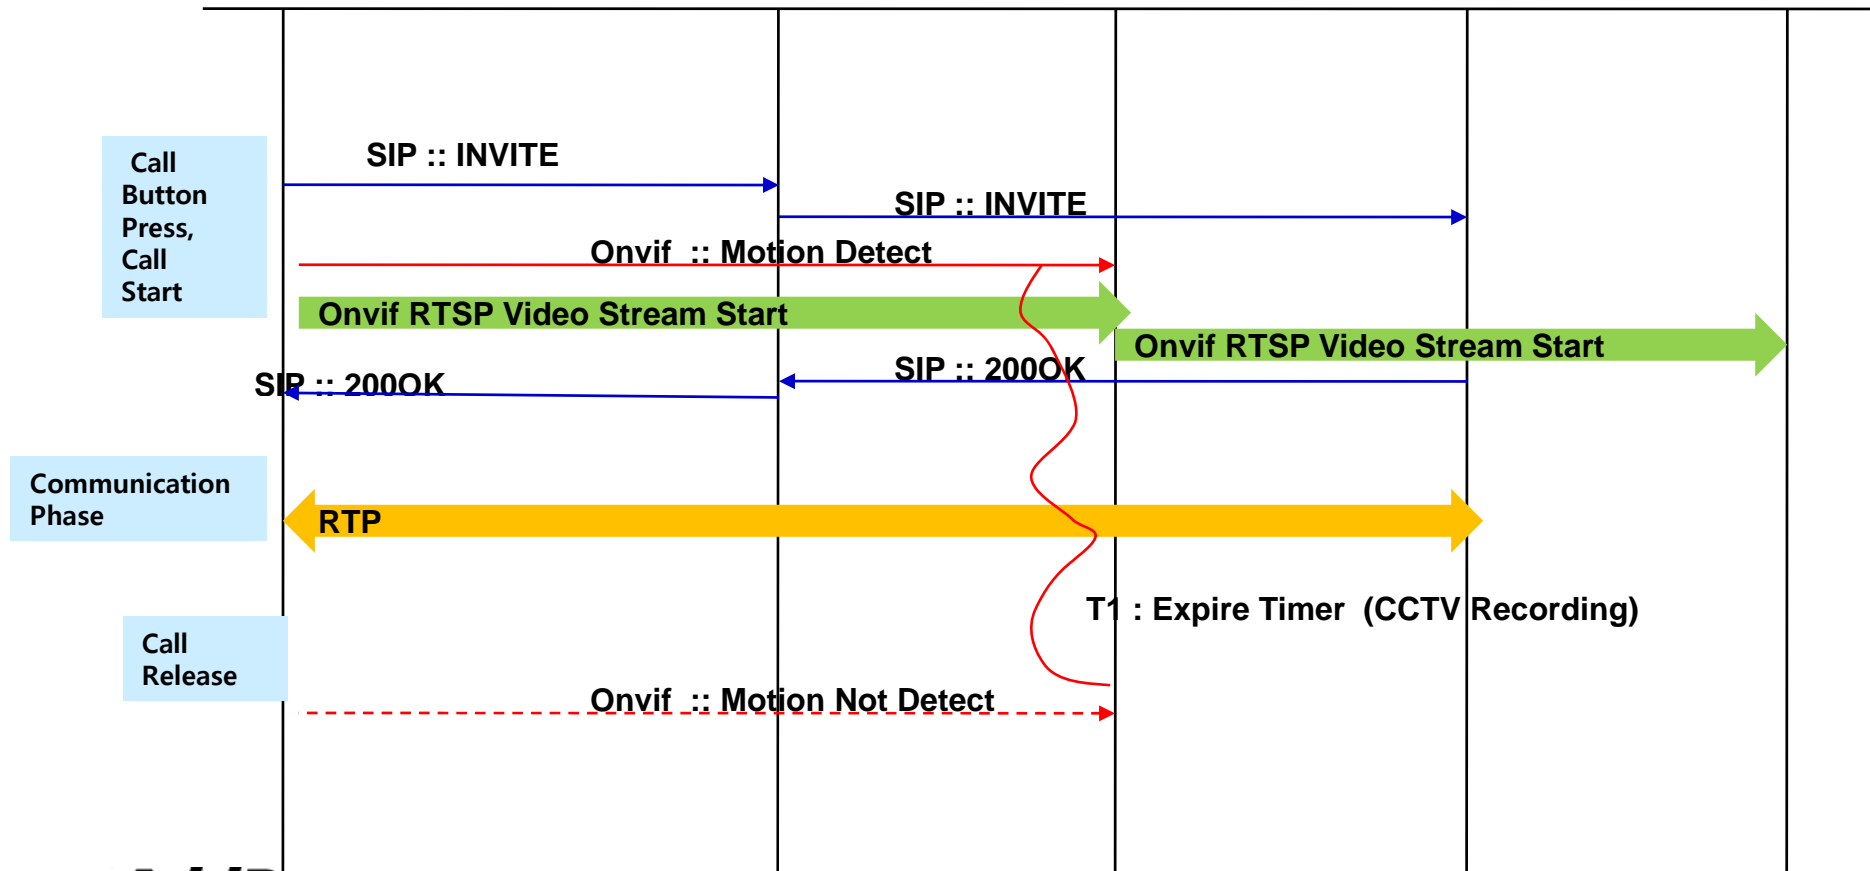 Call
Button
Press,
Call
Start
SIP :: INVITE
SIP :: INVITE
Onvif :: Motion Detect
Onvif RTSP Video Stream Start
Onvif RTSP Video Stream Start
SIP :: 200OK
SIP :: 200OK
Communication
Phase
RTP
T1 : Expire Timer (CCTV Recording)
Call
Release
Onvif :: Motion Not Detect